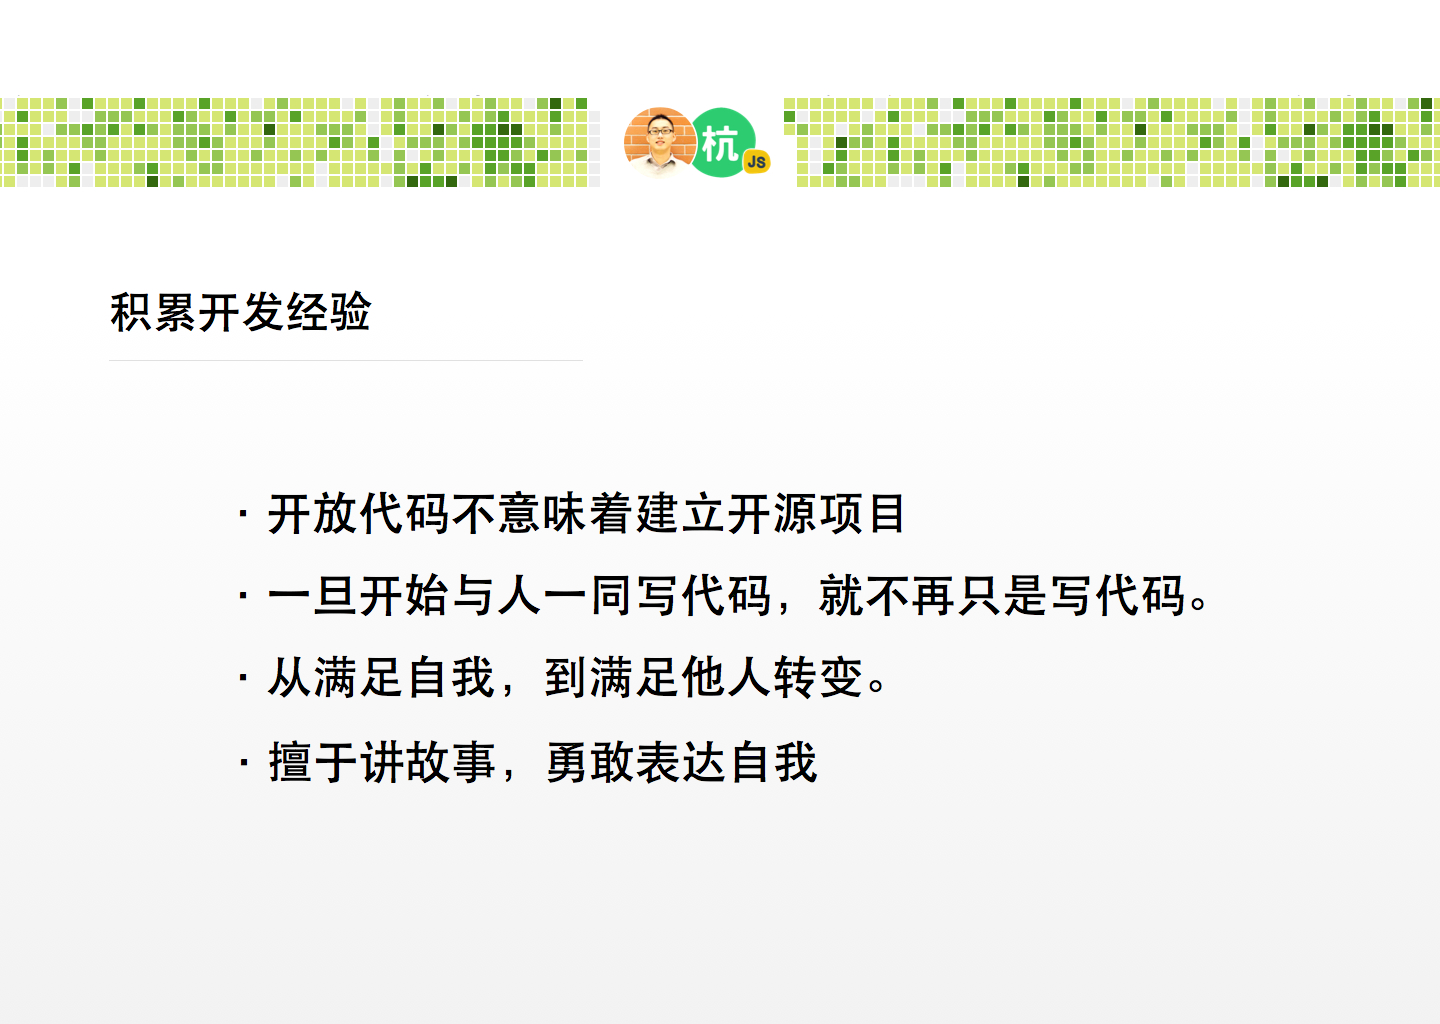 杭
JS
积累开发经验
· 开放代码不意味着建立开源项目
· 一旦开始与人一同写代码，就不再只是写代码。
· 从满足自我，到满足他人转变。
· 擅于讲故事，勇敢表达自我